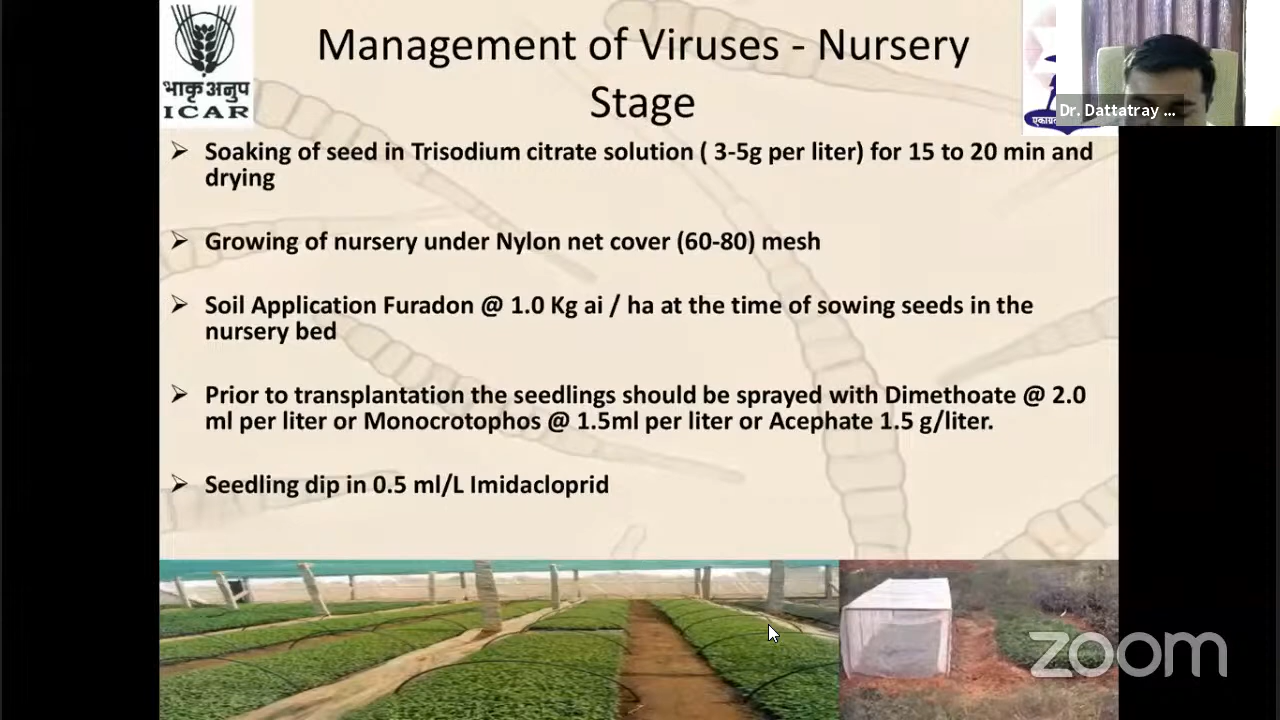 Management of Viruses - Nursery
Stage
भाकृअनुप
ICAR
एकाग्र
Dr. Dattatray ...
➢ Soaking of seed in Trisodium citrate solution ( 3-5g per liter) for 15 to 20 min and
drying
➢ Growing of nursery under Nylon net cover (60-80) mesh
➢ Soil Application Furadon @ 1.0 Kg ai / ha at the time of sowing seeds in the
nursery bed
➢ Prior to transplantation the seedlings should be sprayed with Dimethoate @ 2.0
ml per liter or Monocrotophos @ 1.5ml per liter or Acephate 1.5 g/liter.
➢ Seedling dip in 0.5 ml/L Imidacloprid
zoom